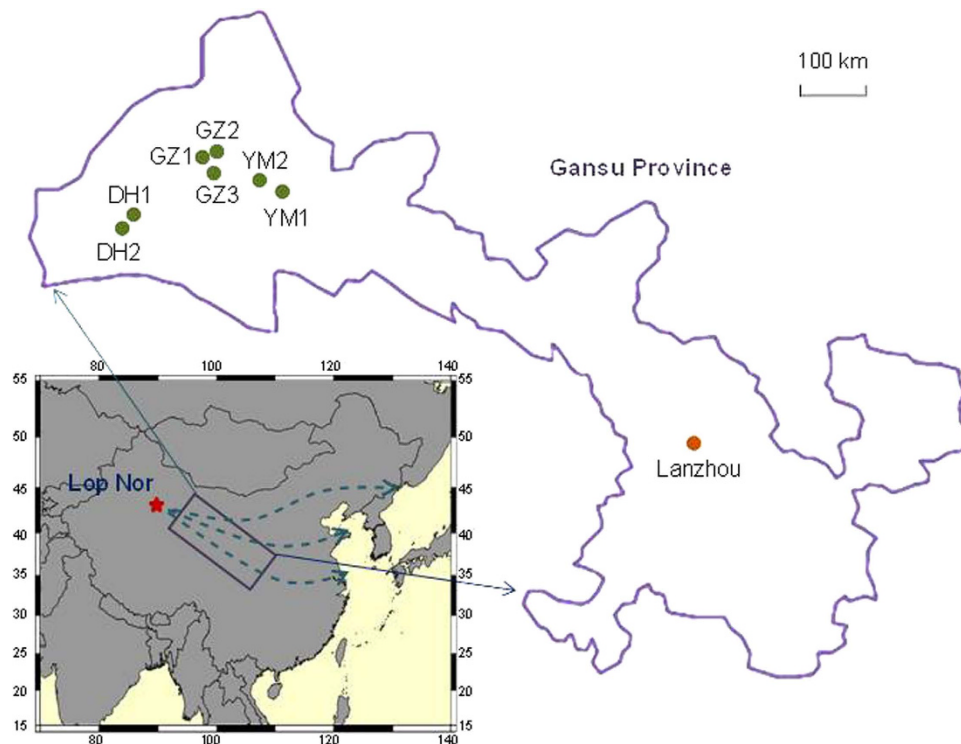 100 km
Gansu Province
GZ2
GZ1
YM2
GZ3
YM1
DH1
DH2
Lanzhou
80 100 120 140
55 55
50 50
45 45
Lop Nor
40 40
35 35
30 30
25 25
20 20
15 15
80 100 120 140